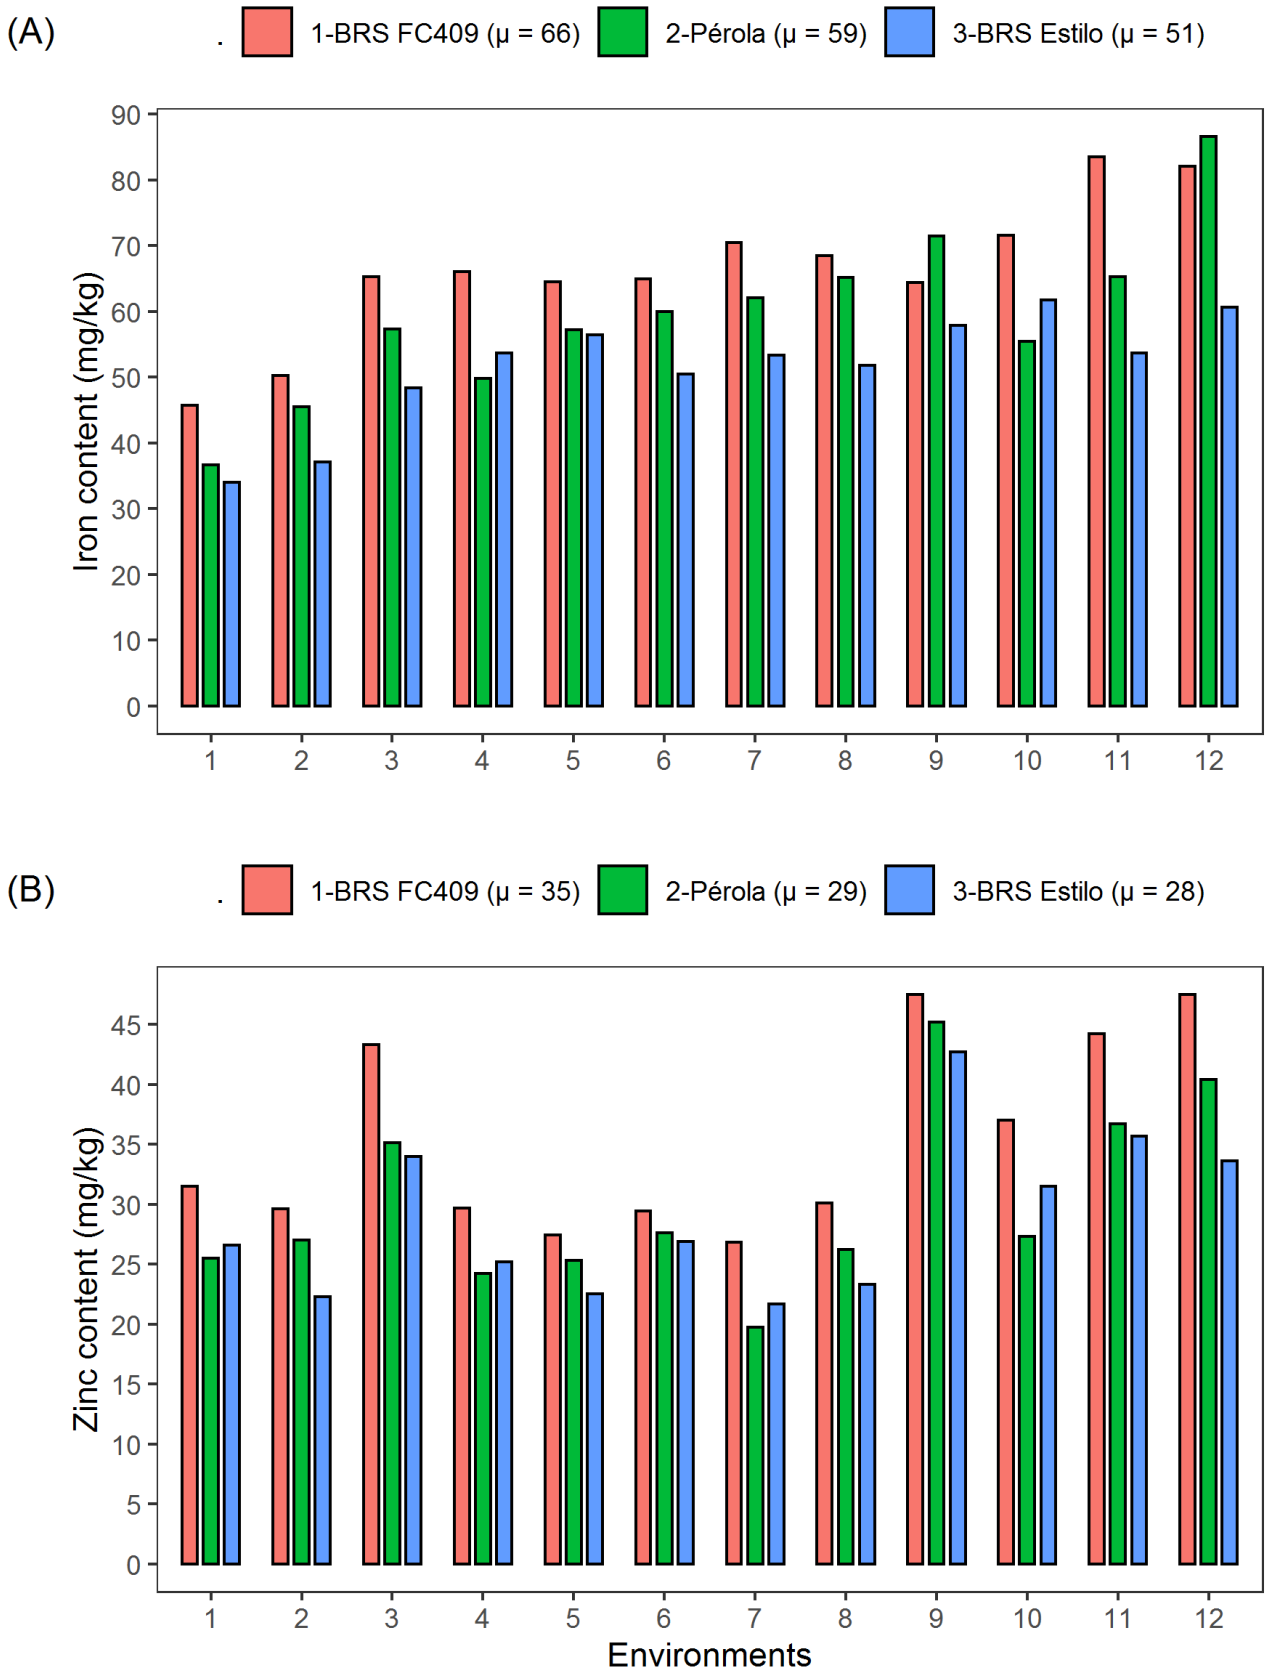 (A)
. 1-BRS FC409 (μ = 66) 2-Pérola (μ = 59) 3-BRS Estilo (μ = 51)
90
80
70
60
50
40
30
20
10
0
Iron content (mg/kg)
1 2 3 4 5 6 7 8 9 10 11 12
(B)
. 1-BRS FC409 (μ = 35) 2-Pérola (μ = 29) 3-BRS Estilo (μ = 28)
45
40
35
30
25
20
15
10
5
0
Zinc content (mg/kg)
1 2 3 4 5 6 7 8 9 10 11 12
Environments